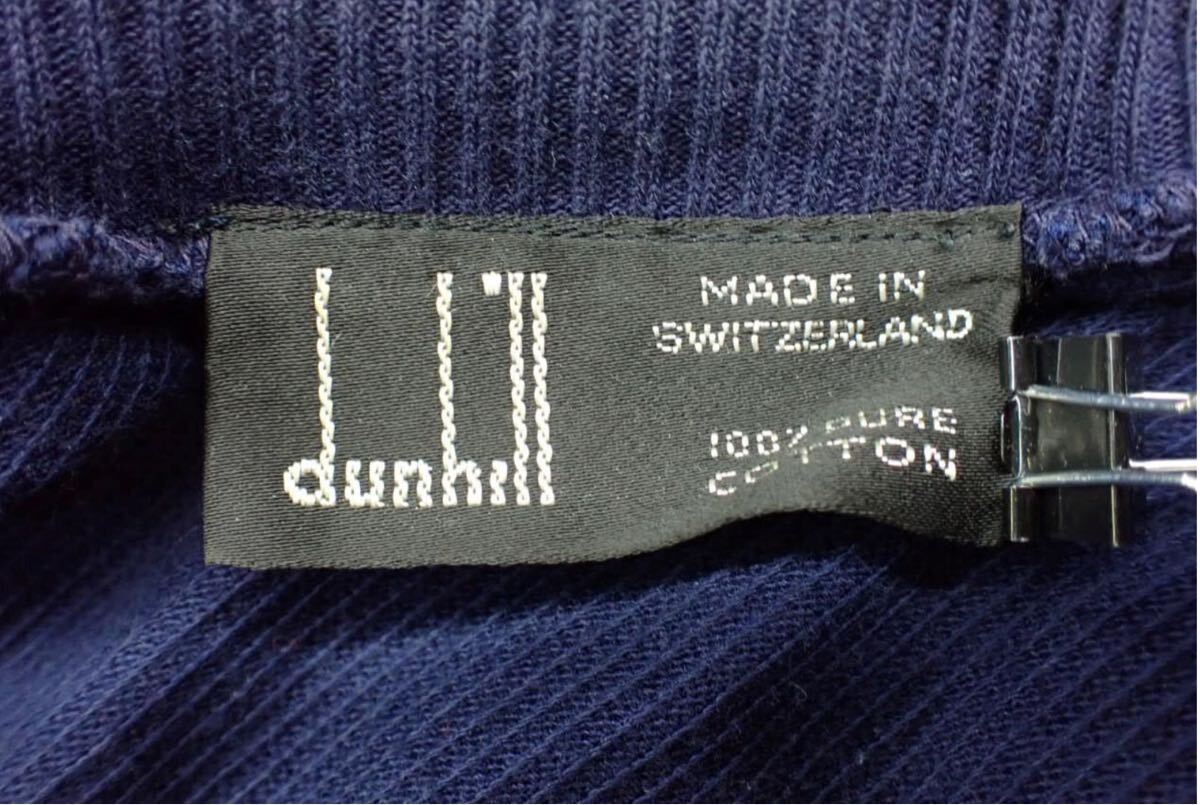 dunhill
MADE IN
SWITZERLAND
100% PURE
COTTON